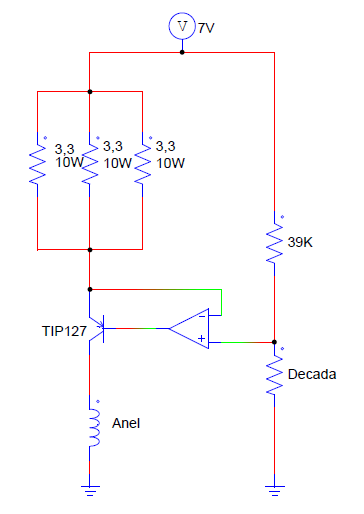 V 7V
3,3 3,3 3,3
10W 10W 10W
39K
TIP127
- 
+
Decada
Anel